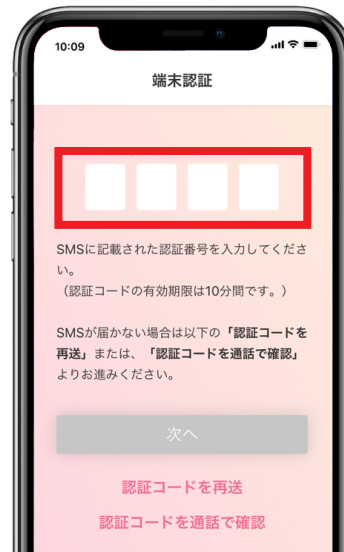 10:09
端末認証
SMSに記載された認証番号を入力してくださ
い。
（認証コードの有効期限は10分間です。）
SMSが届かない場合は以下の「認証コードを
再送」または、「認証コードを通話で確認」
よりお進みください。
次へ
認証コードを再送
認証コードを通話で確認